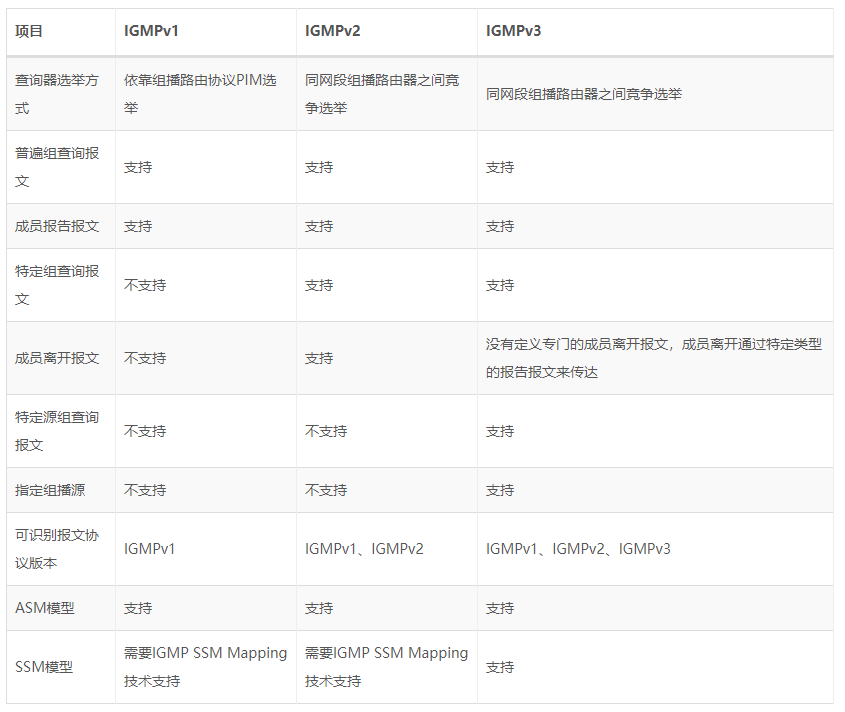 项目 IGMPv1 IGMPv2 IGMPv3
查询器选举方式 依靠组播路由协议PIM选举 同网段组播路由器之间竞争选举 同网段组播路由器之间竞争选举
普遍组查询报文 支持 支持 支持
成员报告报文 支持 支持 支持
特定组查询报文 不支持 支持 支持
成员离开报文 不支持 支持 没有定义专门的成员离开报文，成员离开通过特定类型的报告报文来传达
特定源组查询报文 不支持 不支持 支持
指定组播源 不支持 不支持 支持
可识别报文协议版本 IGMPv1 IGMPv1、IGMPv2 IGMPv1、IGMPv2、IGMPv3
ASM模型 支持 支持 支持
SSM模型 需要IGMP SSM Mapping技术支持 需要IGMP SSM Mapping技术支持 支持